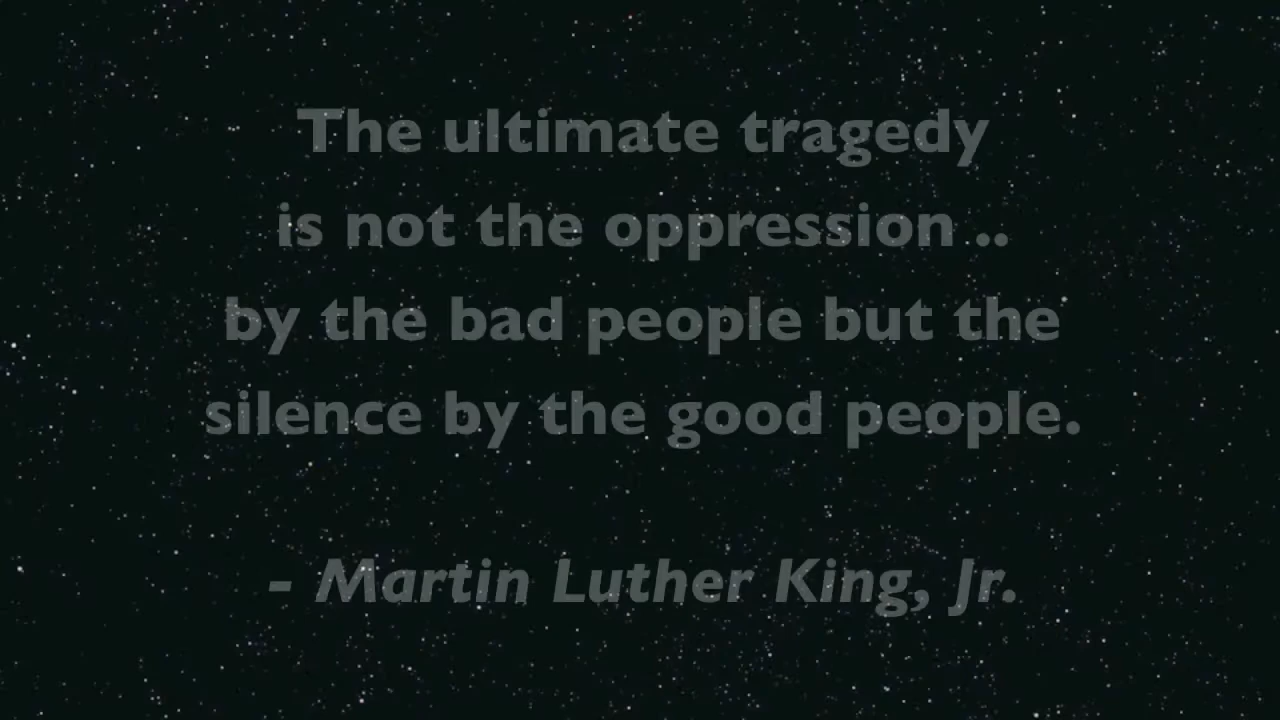 The ultimate tragedy
is not the oppression ..
by the bad people but the
silence by the good people.
- Martin Luther King, Jr.